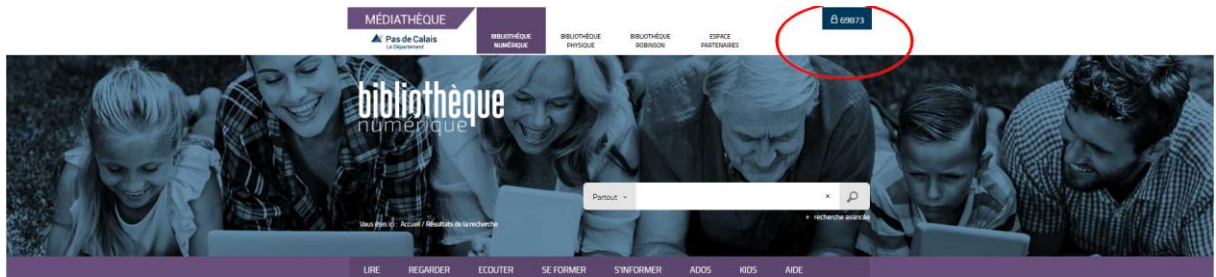 MÉDIATHÈQUE
Pas de Calais
Le Département
BIBLIOTHÈQUE
NUMÉRIQUE
BIBLIOTHÈQUE
PHYSIQUE
BIBLIOTHÈQUE
ROBINSON
ESPACE
PARTENAIRES
69873
bibliothèque
numérique
Partout
+ recherche avancée
Vous êtes ici : Accueil / Résultats de la recherche
LIRE REGARDER ECOUTER SE FORMER S'INFORMER ADOS KIDS AIDE